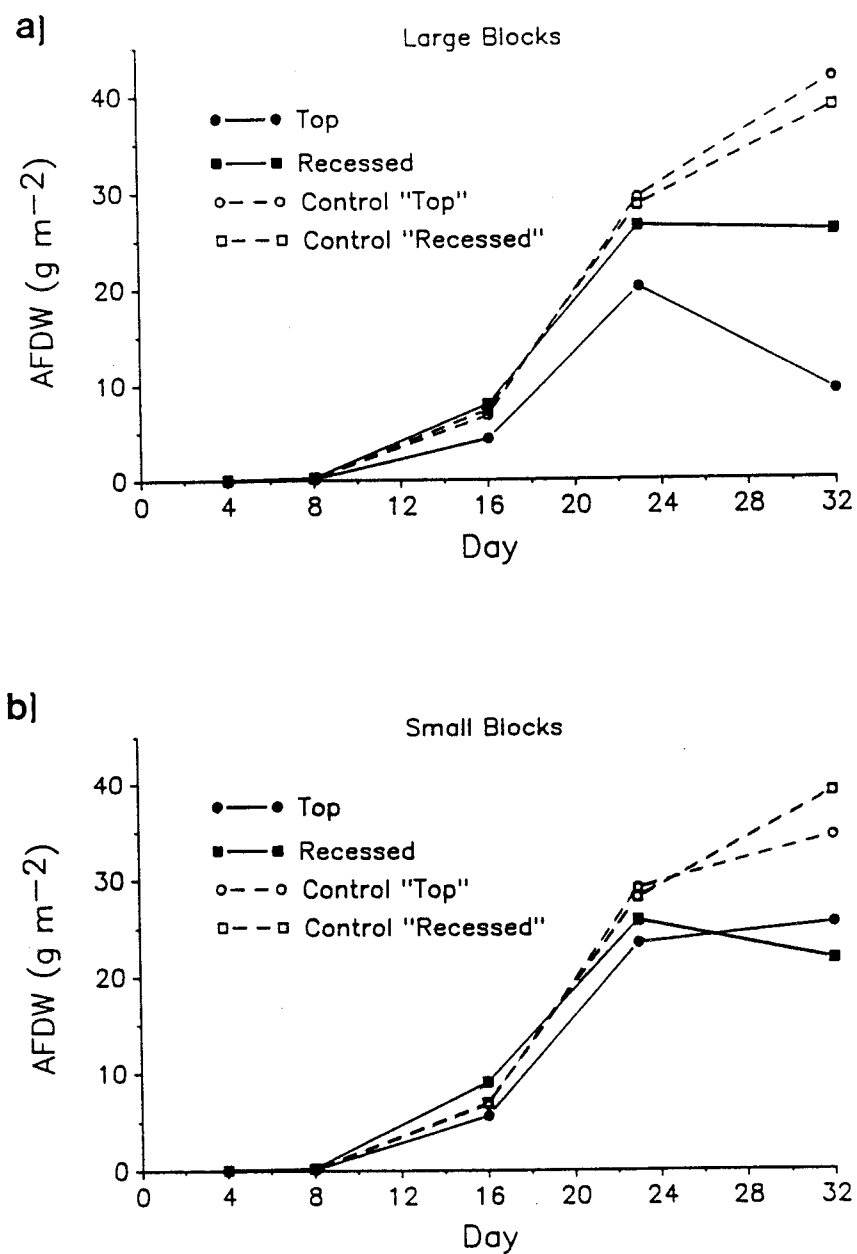 a]
Large Blocks
40
30
20
10
0
AFDW (g m−2)
Top
Recessed
Control "Top"
Control "Recessed"
0 4 8 12 16 20 24 28 32
Day
b]
Small Blocks
40
30
20
10
0
AFDW (g m−2)
Top
Recessed
Control "Top"
Control "Recessed"
0 4 8 12 16 20 24 28 32
Day